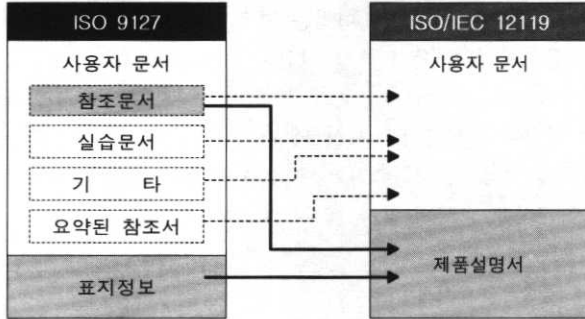 ISO 9127
사용자 문서
참조문서
실습문서
기 타
요약된 참조서
표지정보
ISO/IEC 12119
사용자 문서
제품설명서